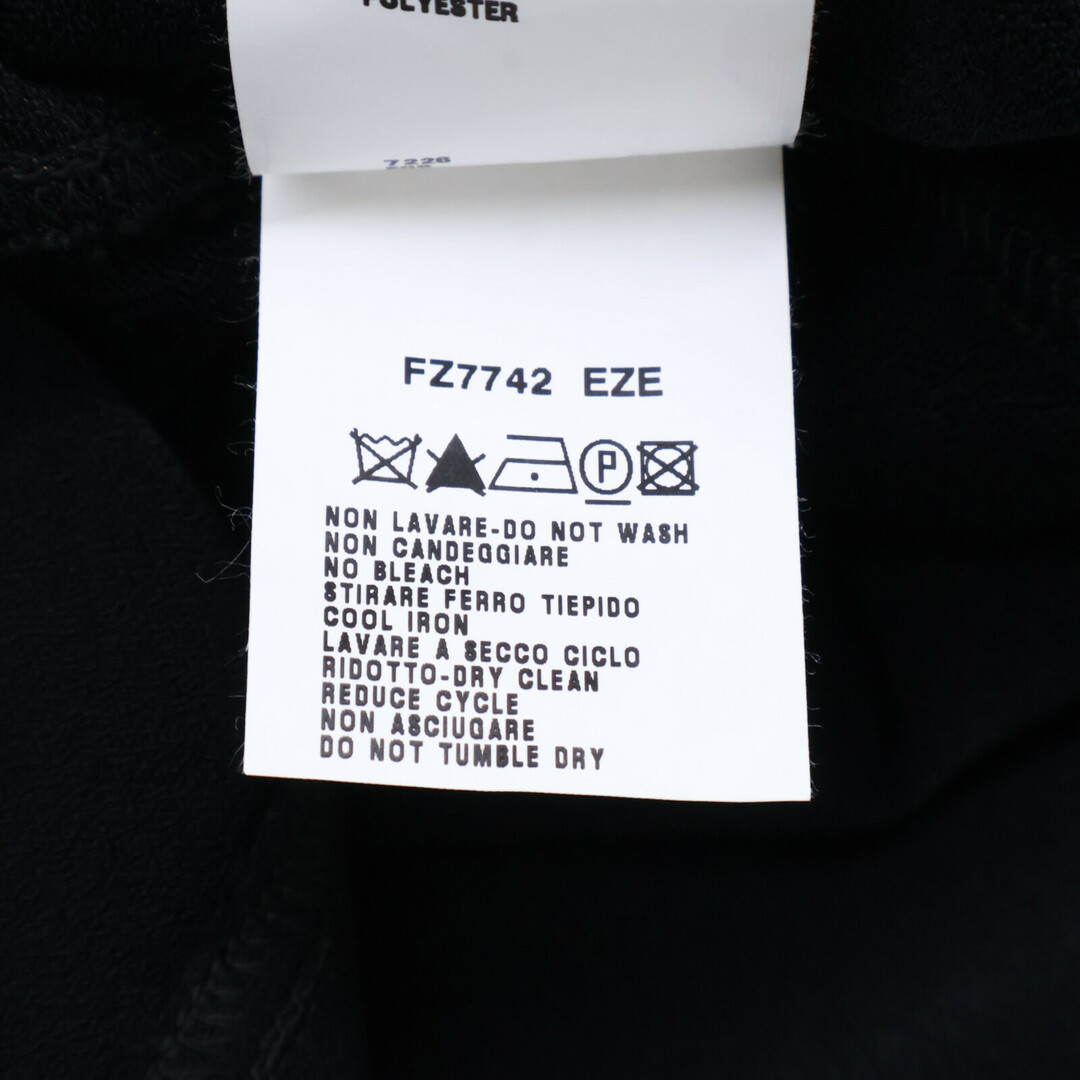 POLYESTER
7226
FZ7742 EZE
P
NON LAVARE-DO NOT WASH
NON CANDEGGIARE
NO BLEACH
STIRARE FERRO TIEPIDO
COOL IRON
LAVARE A SECCO CICLO
RIDOTTO-DRY CLEAN
REDUCE CYCLE
NON ASCIUGARE
DO NOT TUMBLE DRY